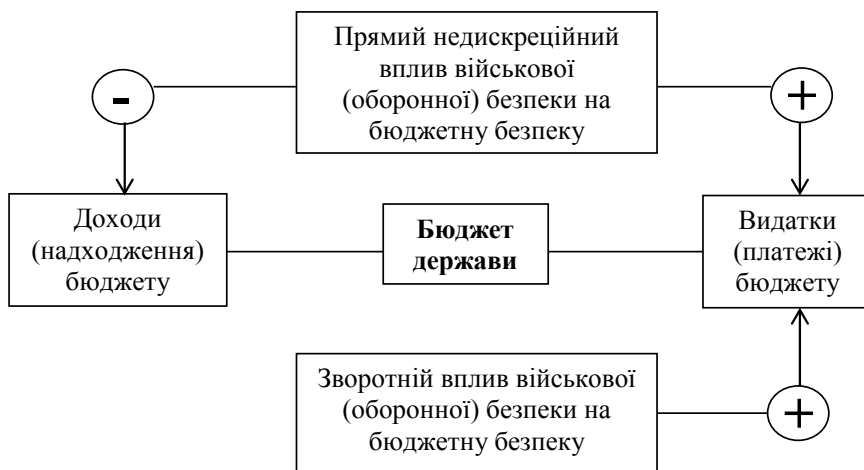 Прямий недискреційний
вплив військової
(оборонної) безпеки на
бюджетну безпеку
-
+
Доходи
(надходження)
бюджету
Бюджет
держави
Видатки
(платежі)
бюджету
Зворотній вплив військової
(оборонної) безпеки на
бюджетну безпеку
+